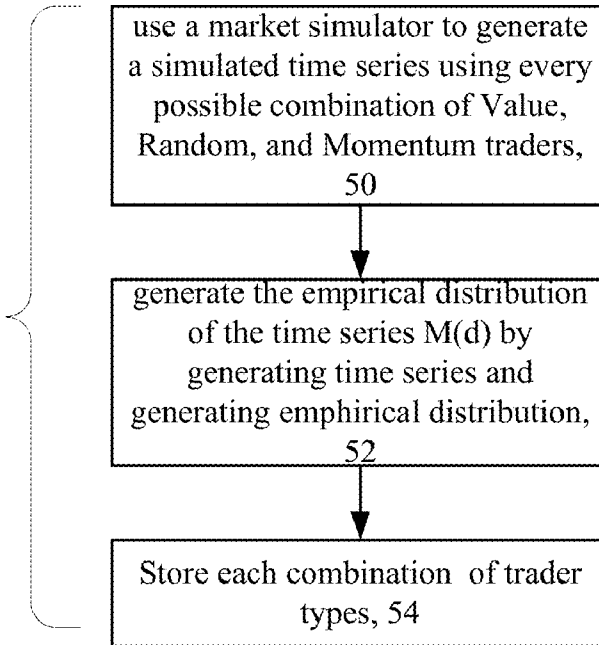 use a market simulator to generate
a simulated time series using every
possible combination of Value,
Random, and Momentum traders,
50
generate the empirical distribution
of the time series M(d) by
generating time series and
generating emphirical distribution,
52
Store each combination of trader
types, 54